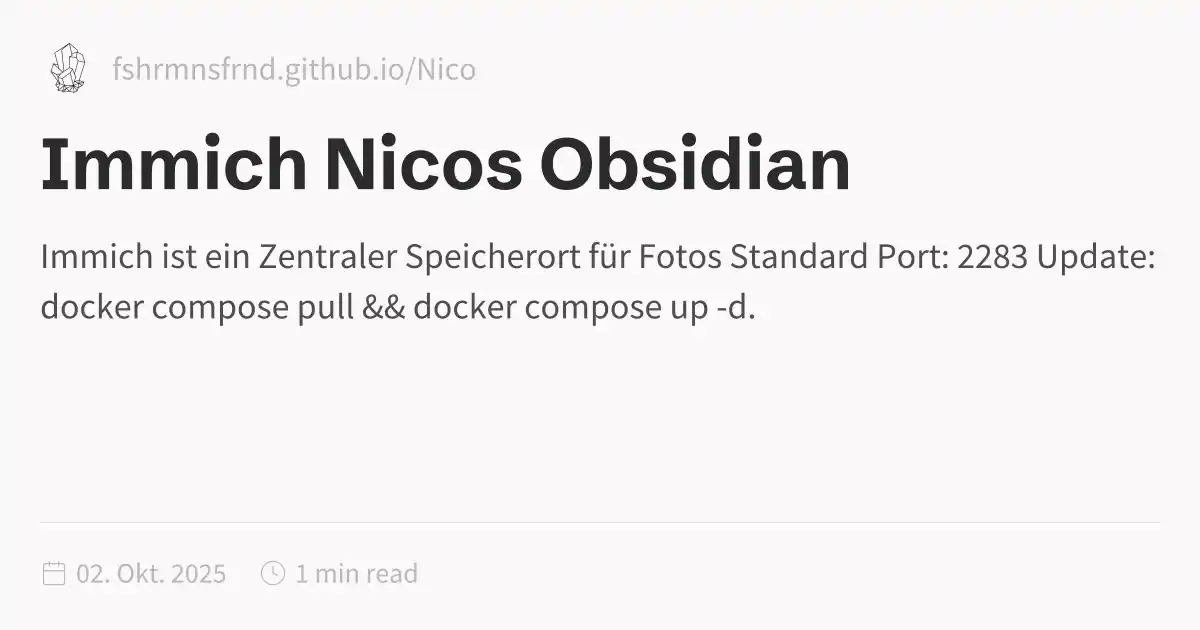 fshrmnsfrnd.github.io/Nico
Immich Nicos Obsidian
Immich ist ein Zentraler Speicherort für Fotos Standard Port: 2283 Update:
docker compose pull && docker compose up -d.
02. Okt. 2025 1 min read